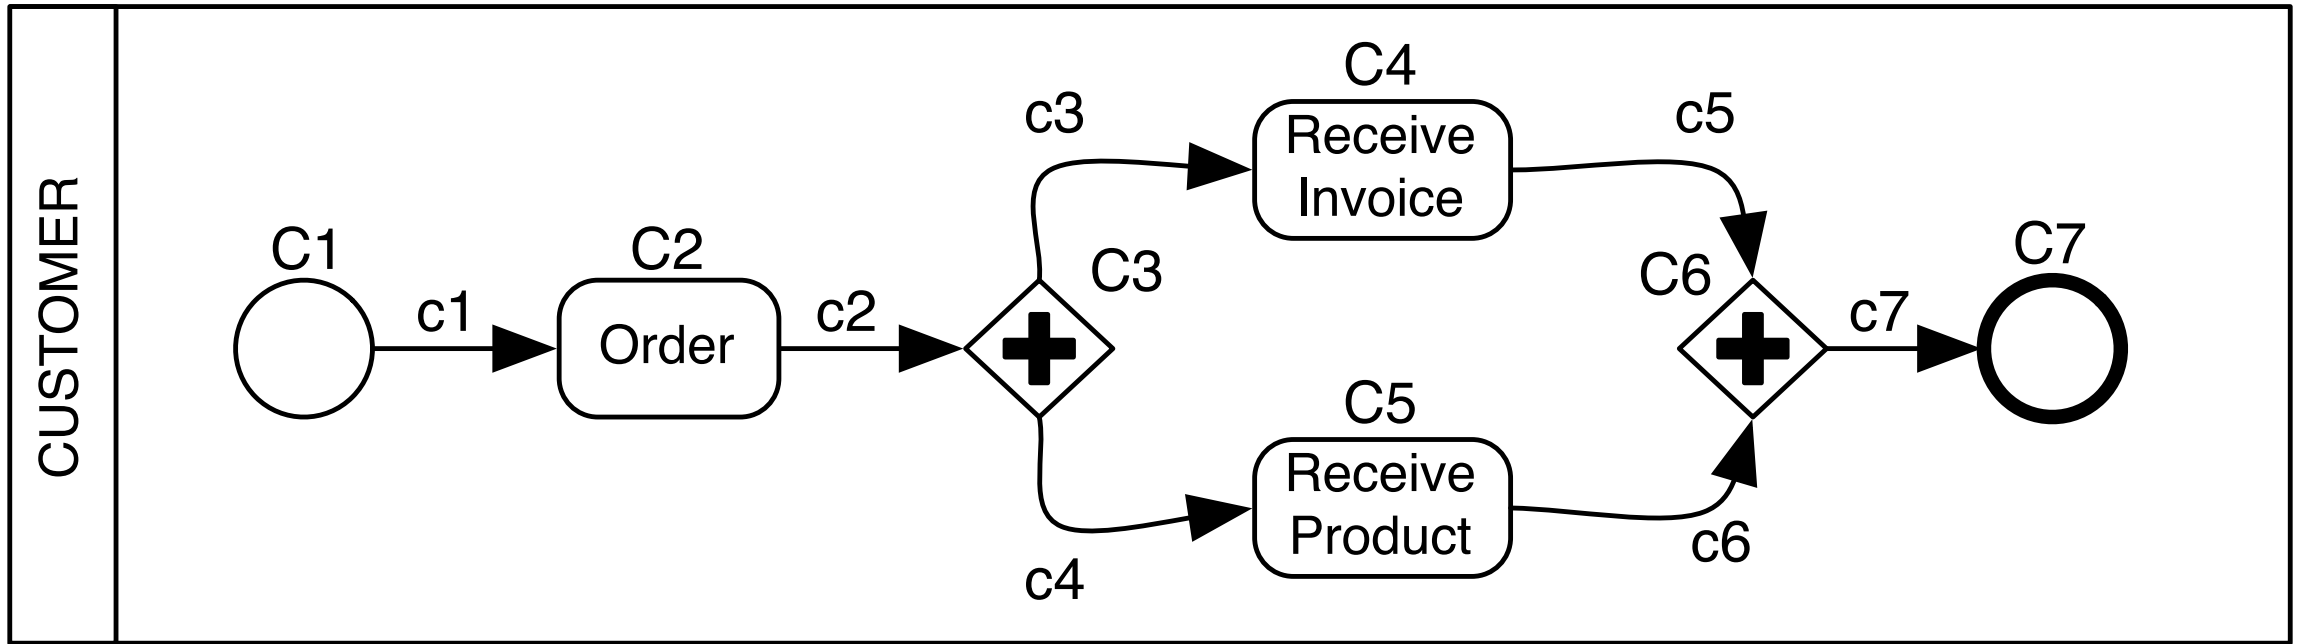 CUSTOMER
C1
c1
C2
Order
c2
C3
c3
c4
C4
Receive
Invoice
C5
Receive
Product
c5
c6
C6
c7
C7